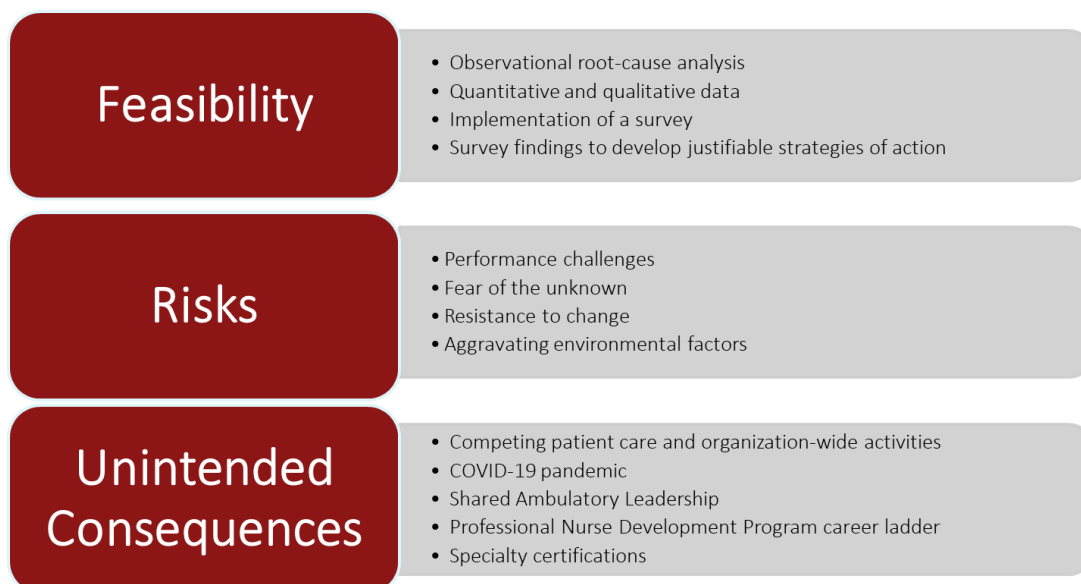 Feasibility
• Observational root-cause analysis
• Quantitative and qualitative data
• Implementation of a survey
• Survey findings to develop justifiable strategies of action
Risks
• Performance challenges
• Fear of the unknown
• Resistance to change
• Aggravating environmental factors
Unintended
Consequences
• Competing patient care and organization-wide activities
• COVID-19 pandemic
• Shared Ambulatory Leadership
• Professional Nurse Development Program career ladder
• Specialty certifications